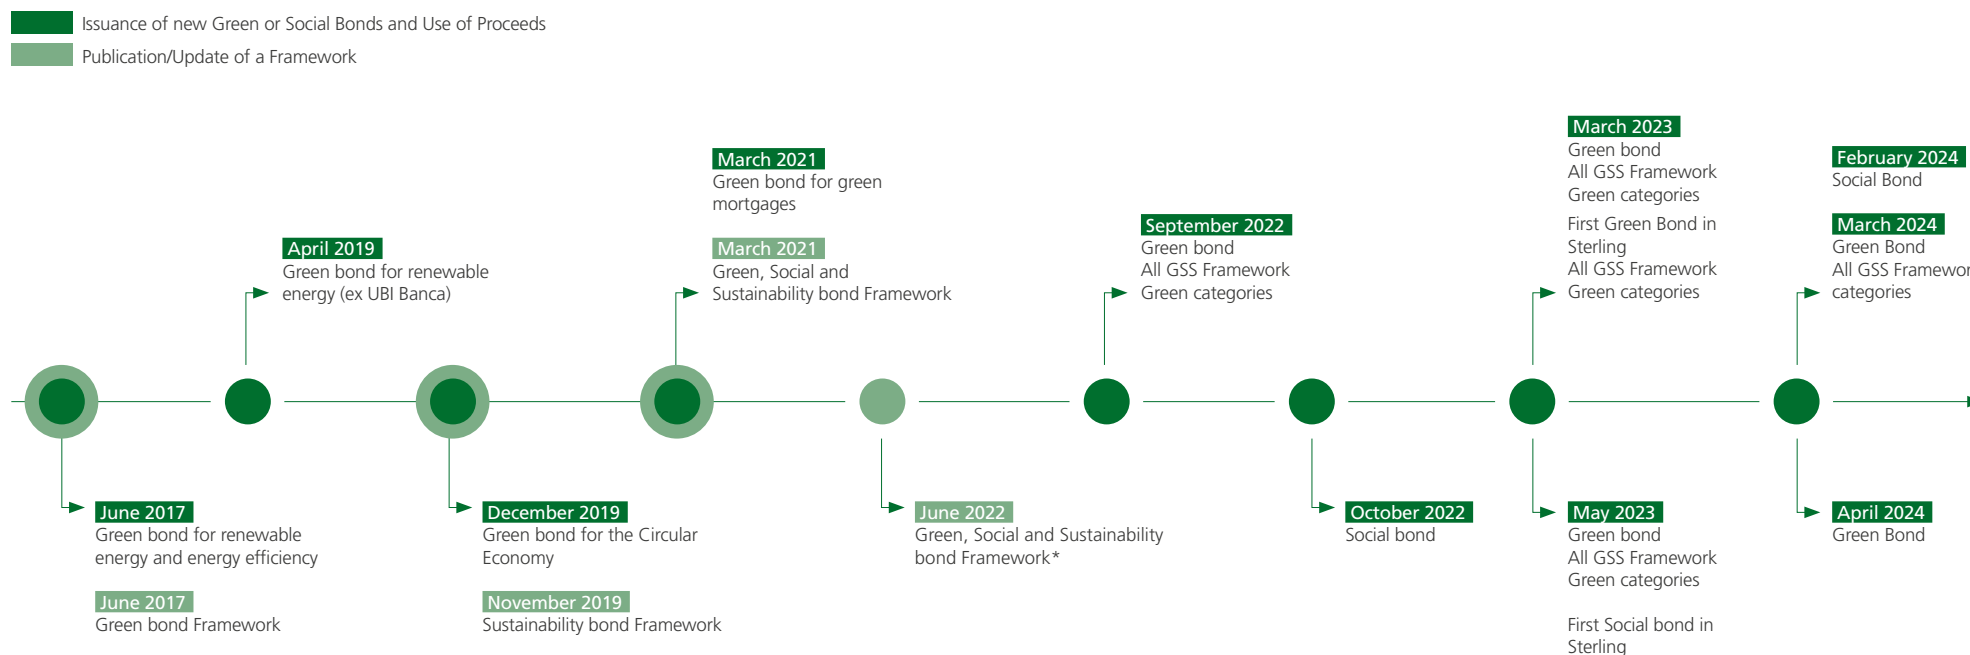 Issuance of new Green or Social Bonds and Use of Proceeds
Publication/Update of a Framework
June 2017
Green bond for renewable
energy and energy efficiency
June 2017
Green bond Framework
April 2019
Green bond for renewable
energy (ex UBI Banca)
December 2019
Green bond for the Circular
Economy
November 2019
Sustainability bond Framework
March 2021
Green bond for green
mortgages
March 2021
Green, Social and
Sustainability bond Framework
June 2022
Green, Social and Sustainability
bond Framework*
September 2022
Green bond
All GSS Framework
Green categories
October 2022
Social bond
March 2023
Green bond
All GSS Framework
Green categories
First Green Bond in
Sterling
All GSS Framework
Green categories
May 2023
Green bond
All GSS Framework
Green categories
First Social bond in
Sterling
February 2024
Social Bond
March 2024
Green Bond
All GSS Framewor
categories
April 2024
Green Bond